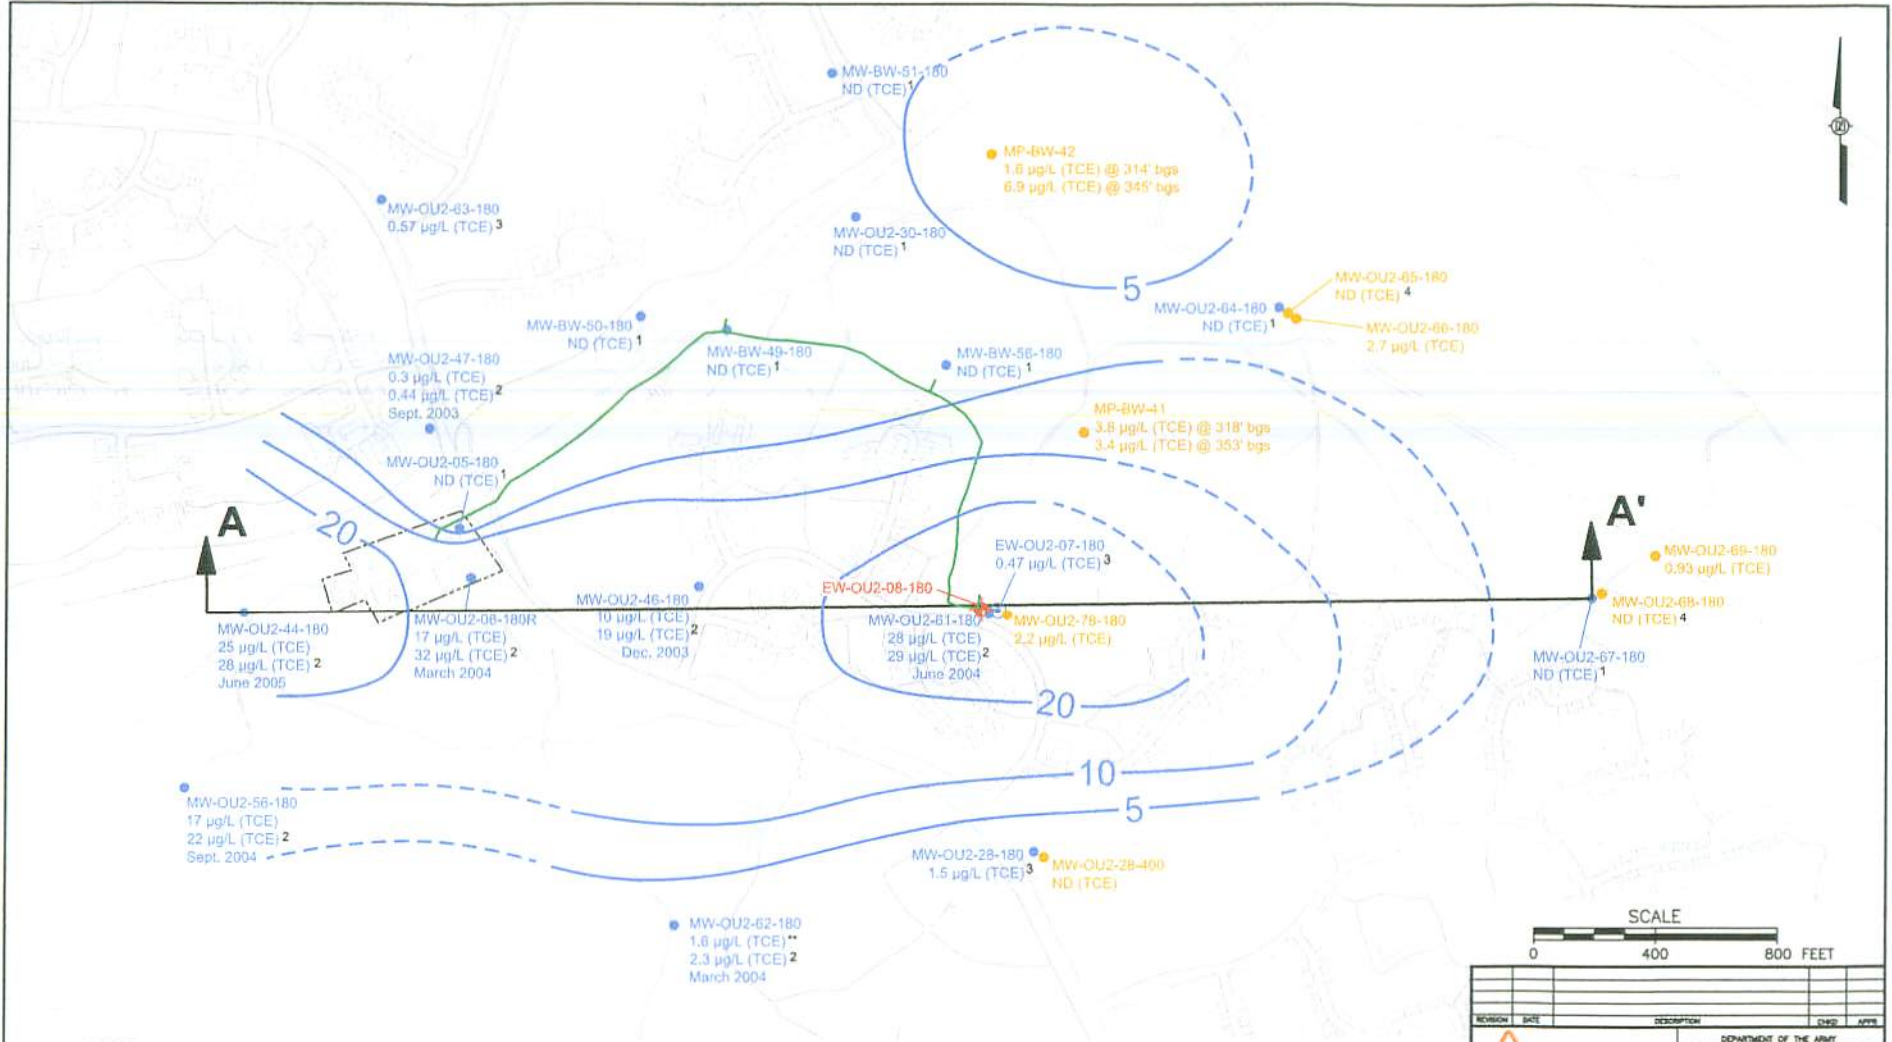 MW-BW-51-180
ND (TCE) 1
MP-BW-42
1.6 µg/L (TCE) @ 314' bgs
6.9 µg/L (TCE) @ 345' bgs
MW-OU2-63-180
0.57 µg/L (TCE) 3
MW-OU2-30-180
ND (TCE) 1
5
MW-OU2-65-180
ND (TCE) 4
MW-OU2-64-180
ND (TCE) 1
MW-OU2-66-180
2.7 µg/L (TCE)
MW-BW-50-180
ND (TCE) 1
MW-BW-49-180
ND (TCE) 1
MW-BW-56-180
ND (TCE) 1
MW-OU2-47-180
0.3 µg/L (TCE)
0.44 µg/L (TCE) 2
Sept. 2003
MP-BW-41
3.8 µg/L (TCE) @ 318' bgs
3.4 µg/L (TCE) @ 353' bgs
MW-OU2-05-180
ND (TCE) 1
A
20
A'
EW-OU2-07-180
0.47 µg/L (TCE) 3
MW-OU2-69-180
0.93 µg/L (TCE)
EW-OU2-08-180
MW-OU2-44-180
25 µg/L (TCE)
28 µg/L (TCE) 2
June 2005
MW-OU2-06-180R
17 µg/L (TCE)
32 µg/L (TCE) 2
March 2004
MW-OU2-46-180
10 µg/L (TCE)
19 µg/L (TCE) 2
Dec. 2003
MW-OU2-61-180
28 µg/L (TCE)
29 µg/L (TCE) 2
June 2004
MW-OU2-78-180
2.2 µg/L (TCE)
MW-OU2-68-180
ND (TCE) 4
MW-OU2-67-180
ND (TCE) 1
20
10
5
MW-OU2-56-180
17 µg/L (TCE)
22 µg/L (TCE) 2
Sept. 2004
MW-OU2-28-180
1.5 µg/L (TCE) 3
MW-OU2-28-400
ND (TCE)
MW-OU2-62-180
1.6 µg/L (TCE) **
2.3 µg/L (TCE) 2
March 2004
SCALE
0 400 800 FEET
REVISION DATE DESCRIPTION CHKD APPR
DEPARTMENT OF THE ARMY